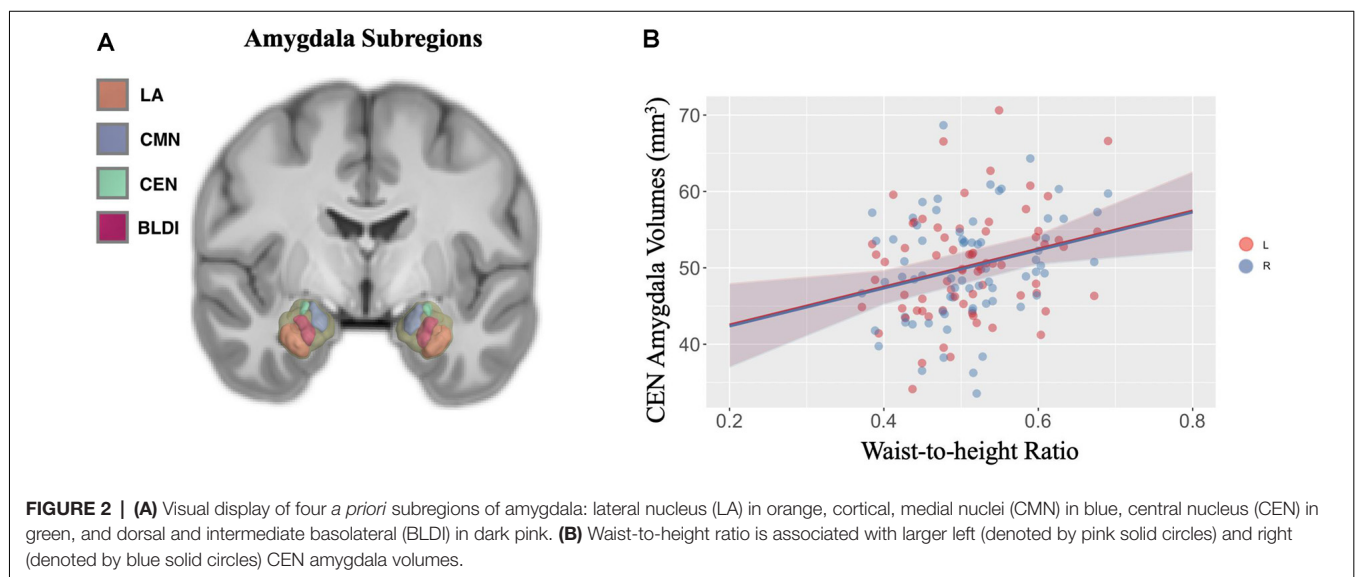 A
Amygdala Subregions
LA
CMN
CEN
BLDI
B
CEN Amygdala Volumes (mm³)
70
60
50
40
0.2 0.4 0.6 0.8
Waist-to-height Ratio
L
R
FIGURE 2 | (A) Visual display of four a priori subregions of amygdala: lateral nucleus (LA) in orange, cortical, medial nuclei (CMN) in blue, central nucleus (CEN) in
green, and dorsal and intermediate basolateral (BLDI) in dark pink. (B) Waist-to-height ratio is associated with larger left (denoted by pink solid circles) and right
(denoted by blue solid circles) CEN amygdala volumes.